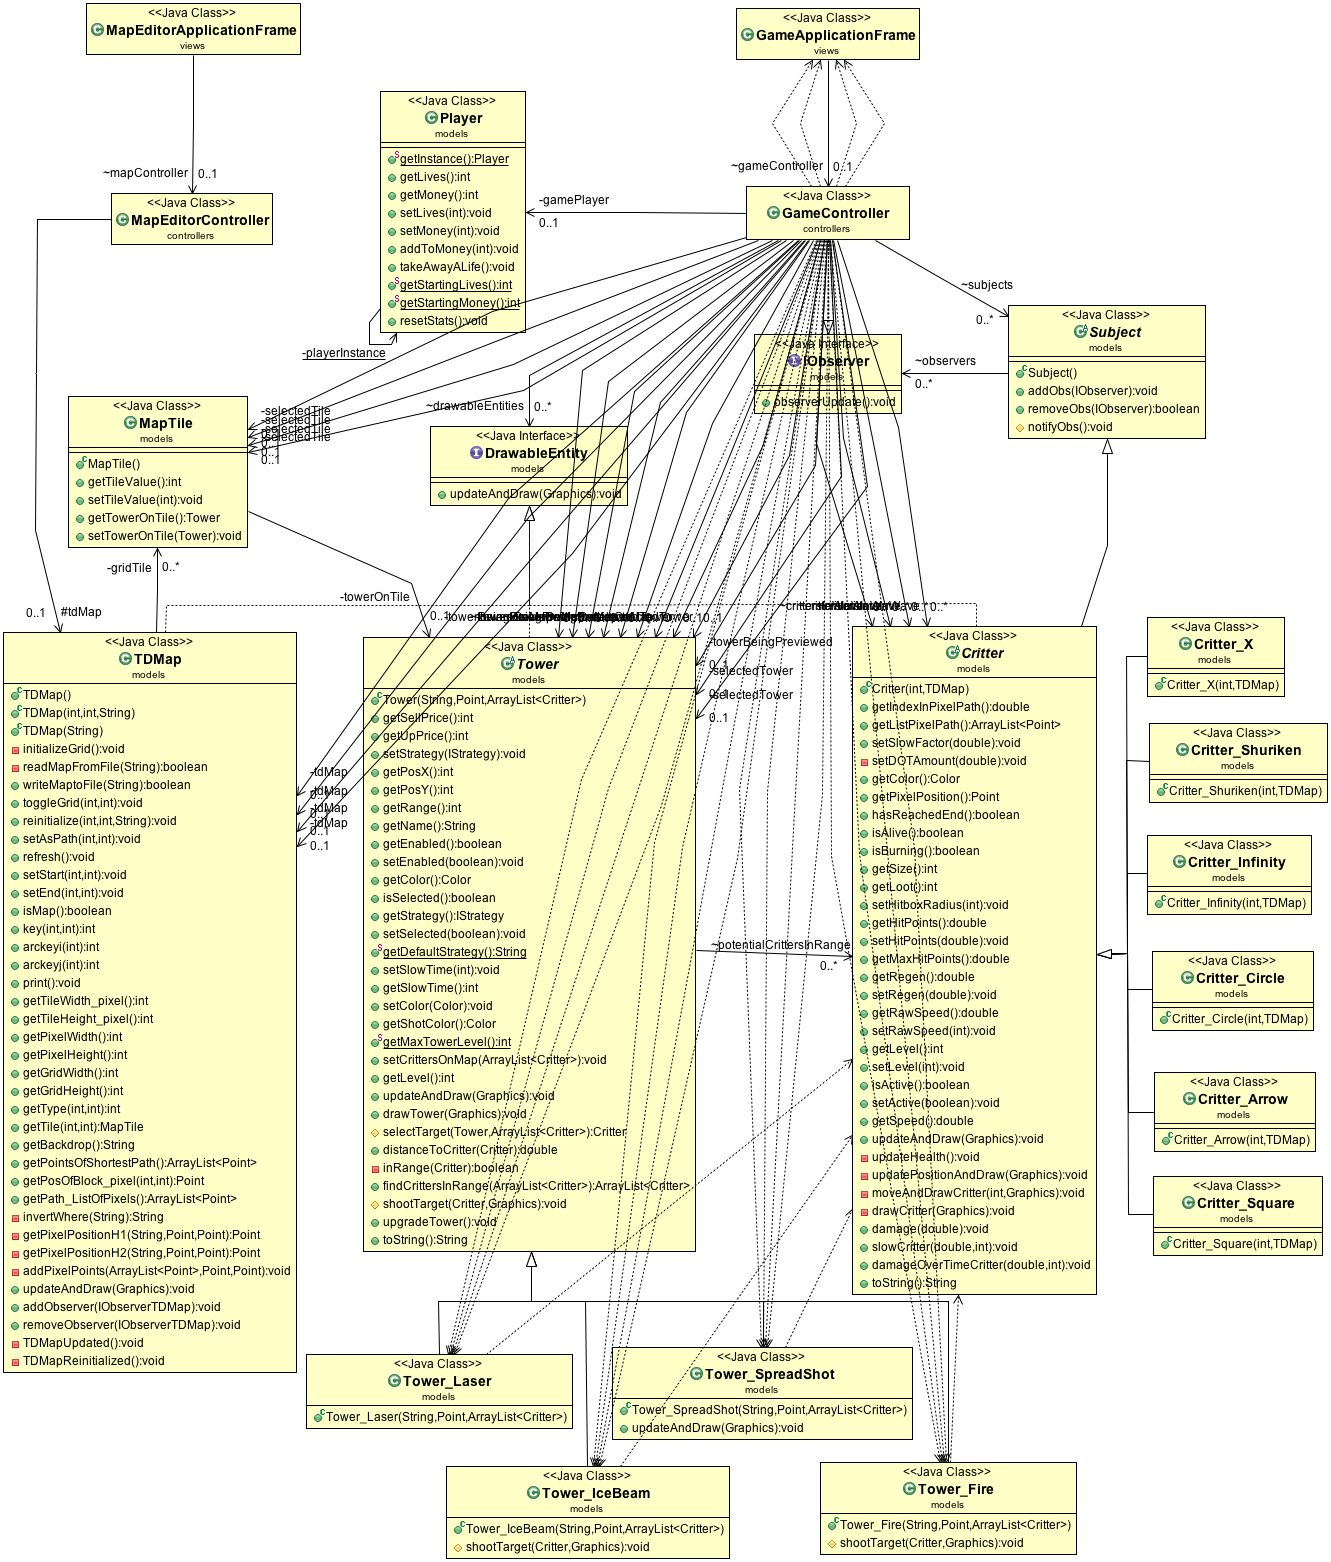 <<Java Class>>
MapEditorApplicationFrame
views
<<Java Class>>
GameApplicationFrame
views
~mapController
0..1
~gameController
0..1
<<Java Class>>
MapEditorController
controllers
<<Java Class>>
Player
models
getInstance():Player
getLives():int
getMoney():int
setLives(int):void
setMoney(int):void
addToMoney(int):void
takeAwayALife():void
getStartingLives():int
getStartingMoney():int
resetStats():void
-playerInstance
-gamePlayer
0..1
<<Java Class>>
GameController
controllers
~subjects
0..*
<<Java Interface>>
IObserver
models
observerUpdate():void
~observers
0..*
<<Java Class>>
Subject
models
Subject()
addObs(IObserver):void
removeObs(IObserver):boolean
notifyObs():void
<<Java Class>>
MapTile
models
MapTile()
getTileValue():int
setTileValue(int):void
getTowerOnTile():Tower
setTowerOnTile(Tower):void
-selectedTile
-selectedTile
-selectedTile
-selectedTile
0..1
0..1
~drawableEntities
0..*
<<Java Interface>>
DrawableEntity
models
updateAndDraw(Graphics):void
-gridTile
0..*
-towerOnTile
0..1
0..1
#tdMap
<<Java Class>>
TDMap
models
TDMap()
TDMap(int,int,String)
TDMap(String)
initializeGrid():void
readMapFromFile(String):boolean
writeMaptoFile(String):boolean
toggleGrid(int,int):void
reinitialize(int,int,String):void
setAsPath(int,int):void
refresh():void
setStart(int,int):void
setEnd(int,int):void
isMap():boolean
key(int,int):int
arckeyi(int):int
arckeyj(int):int
print():void
getTileWidth_pixel():int
getTileHeight_pixel():int
getPixelWidth():int
getPixelHeight():int
getGridWidth():int
getGridHeight():int
getType(int,int):int
getTile(int,int):MapTile
getBackdrop():String
getPointsOfShortestPath():ArrayList<Point>
getPosOfBlock_pixel(int,int):Point
getPath_ListOfPixels():ArrayList<Point>
invertWhere(String):String
getPixelPositionH1(String,Point,Point):Point
getPixelPositionH2(String,Point,Point):Point
addPixelPoints(ArrayList<Point>,Point,Point):void
updateAndDraw(Graphics):void
addObserver(IObserverTDMap):void
removeObserver(IObserverTDMap):void
TDMapUpdated():void
TDMapReinitialized():void
-tdMap
-tdMap
0..1
-tdMap
0..1
-tdMap
0..1
0..1
<<Java Class>>
Tower
models
Tower(String,Point,ArrayList<Critter>)
getSellPrice():int
getUpPrice():int
setStrategy(IStrategy):void
getPosX():int
getPosY():int
getRange():int
getName():String
getEnabled():boolean
setEnabled(boolean):void
getColor():Color
isSelected():boolean
getStrategy():IStrategy
setSelected(boolean):void
getDefaultStrategy():String
setSlowTime(int):void
getSlowTime():int
setColor(Color):void
getShotColor():Color
getMaxTowerLevel():int
setCrittersOnMap(ArrayList<Critter>):void
getLevel():int
updateAndDraw(Graphics):void
drawTower(Graphics):void
selectTarget(Tower,ArrayList<Critter>):Critter
distanceToCritter(Critter):double
inRange(Critter):boolean
findCrittersInRange(ArrayList<Critter>):ArrayList<Critter>
shootTarget(Critter,Graphics):void
upgradeTower():void
toString():String
-towerBeingPreviewed
0..1
-selectedTower
0..1
-selectedTower
0..1
~potentialCrittersInRange
0..*
<<Java Class>>
Critter
models
Critter(int,TDMap)
getIndexInPixelPath():double
getListPixelPath():ArrayList<Point>
setSlowFactor(double):void
setDOTAmount(double):void
getColor():Color
getPixelPosition():Point
hasReachedEnd():boolean
isAlive():boolean
isBurning():boolean
getSize():int
getLoot():int
setHitboxRadius(int):void
getHitPoints():double
setHitPoints(double):void
getMaxHitPoints():double
getRegen():double
setRegen(double):void
getRawSpeed():double
setRawSpeed(int):void
getLevel():int
setLevel(int):void
isActive():boolean
setActive(boolean):void
getSpeed():double
updateAndDraw(Graphics):void
updateHealth():void
updatePositionAndDraw(Graphics):void
moveAndDrawCritter(int,Graphics):void
drawCritter(Graphics):void
damage(double):void
slowCritter(double,int):void
damageOverTimeCritter(double,int):void
toString():String
<<Java Class>>
Critter_X
models
Critter_X(int,TDMap)
<<Java Class>>
Critter_Shuriken
models
Critter_Shuriken(int,TDMap)
<<Java Class>>
Critter_Infinity
models
Critter_Infinity(int,TDMap)
<<Java Class>>
Critter_Circle
models
Critter_Circle(int,TDMap)
<<Java Class>>
Critter_Arrow
models
Critter_Arrow(int,TDMap)
<<Java Class>>
Critter_Square
models
Critter_Square(int,TDMap)
<<Java Class>>
Tower_Laser
models
Tower_Laser(String,Point,ArrayList<Critter>)
<<Java Class>>
Tower_SpreadShot
models
Tower_SpreadShot(String,Point,ArrayList<Critter>)
updateAndDraw(Graphics):void
<<Java Class>>
Tower_IceBeam
models
Tower_IceBeam(String,Point,ArrayList<Critter>)
shootTarget(Critter,Graphics):void
<<Java Class>>
Tower_Fire
models
Tower_Fire(String,Point,ArrayList<Critter>)
shootTarget(Critter,Graphics):void